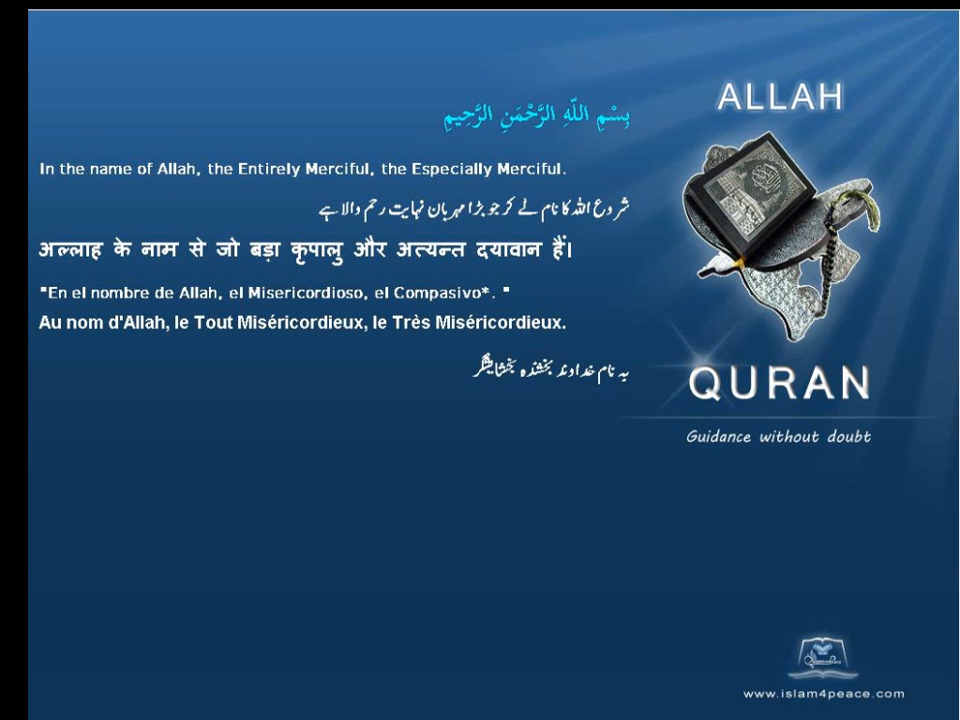 بِسْمِ اللّهِ الرَّحْمَنِ الرَّحِيمِ
In the name of Allah, the Entirely Merciful, the Especially Merciful.
شروع الله کا نام لے کر جو بڑا مہربان نہایت رحم والا ہے
अल्लाह के नाम से जो बड़ा कृपालु और अत्यन्त दयावान हैं।
"En el nombre de Allah, el Misericordioso, el Compasivo*. "
Au nom d'Allah, le Tout Miséricordieux, le Très Miséricordieux.
به نام خداوند بخشنده بخشایشگر
ALLAH
QURAN
Guidance without doubt
www.islam4peace.com